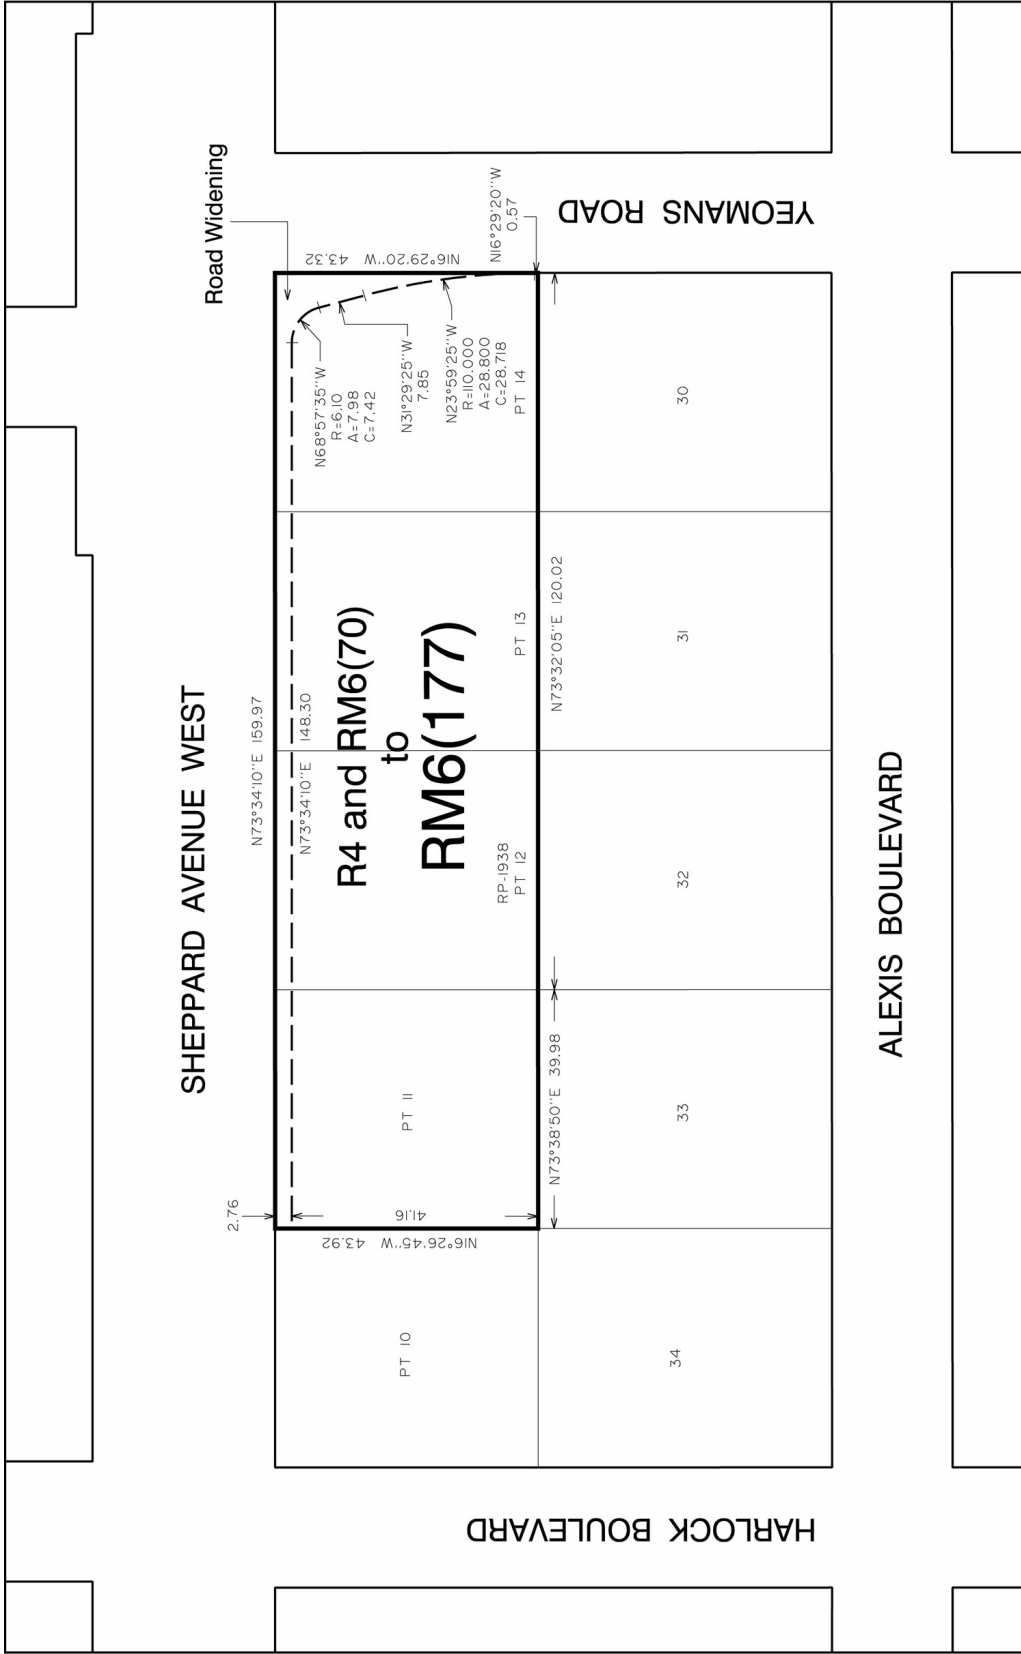 SHEPPARD AVENUE WEST
Road Widening
N73°34'10"E 159.97
2.76
N73°34'10"E 148.30
N16°26'45"W 43.92
41.16
N16°29'20"W 43.32
N68°57'35"W
R=6.10
A=7.98
C=7.42
N31°29'25"W
7.85
N23°59'25"W
R=110.000
A=28.800
C=28.718
N16°29'20"W
0.57
R4 and RM6(70)
to
RM6(177)
PT 10
PT 11
RP-1938
PT 12
PT 13
PT 14
N73°38'50"E 39.98
N73°32'05"E 120.02
34
33
32
31
30
HARLOCK BOULEVARD
YEOMANS ROAD
ALEXIS BOULEVARD